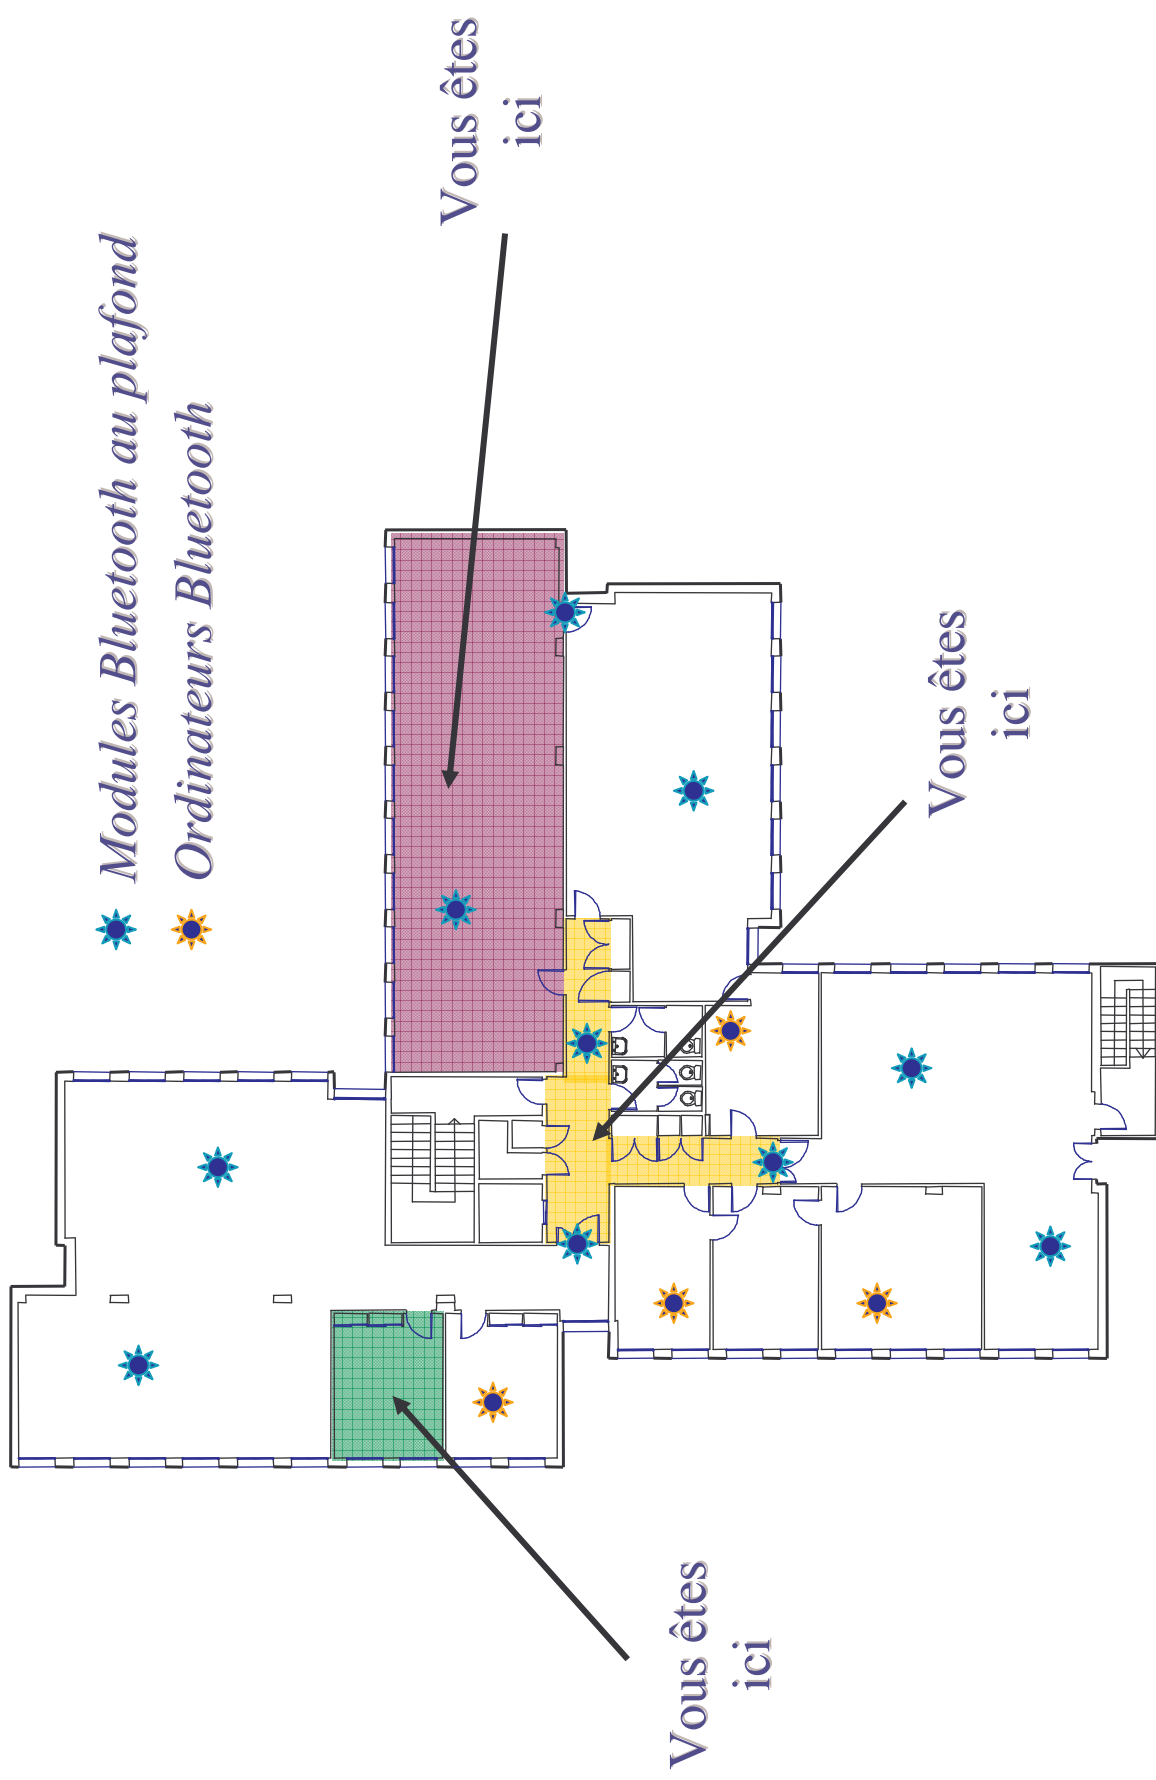 Modules Bluetooth au plafond
Ordinateurs Bluetooth
Vous êtes
ici
Vous êtes
ici
Vous êtes
ici